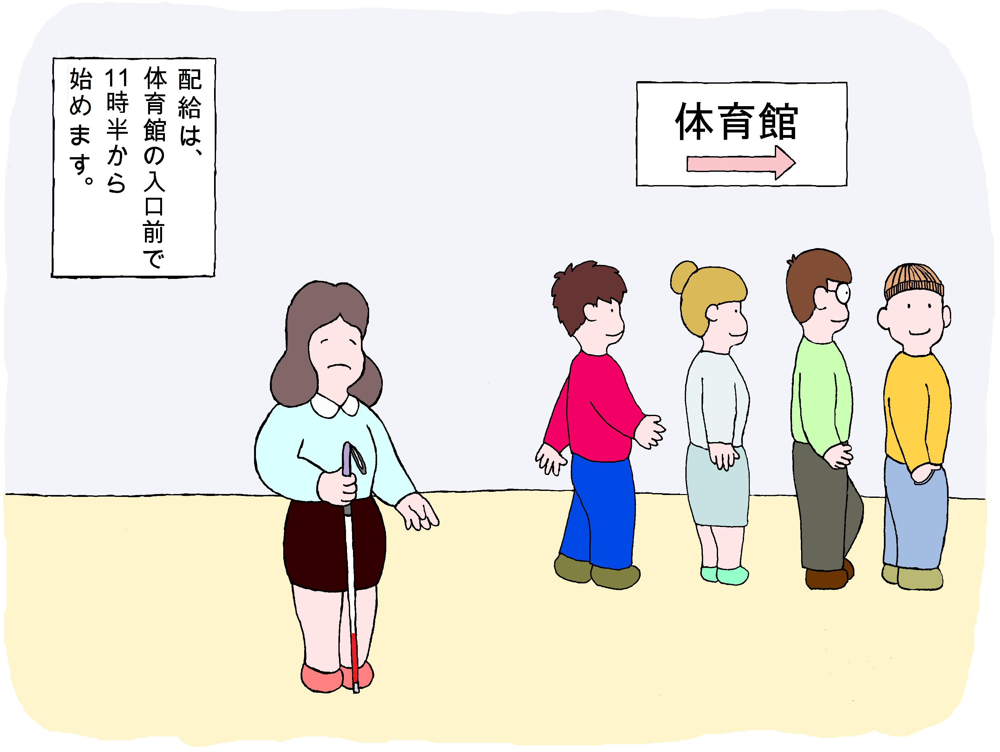 配給は、
体育館の入口前で
11時半から
始めます。
体育館